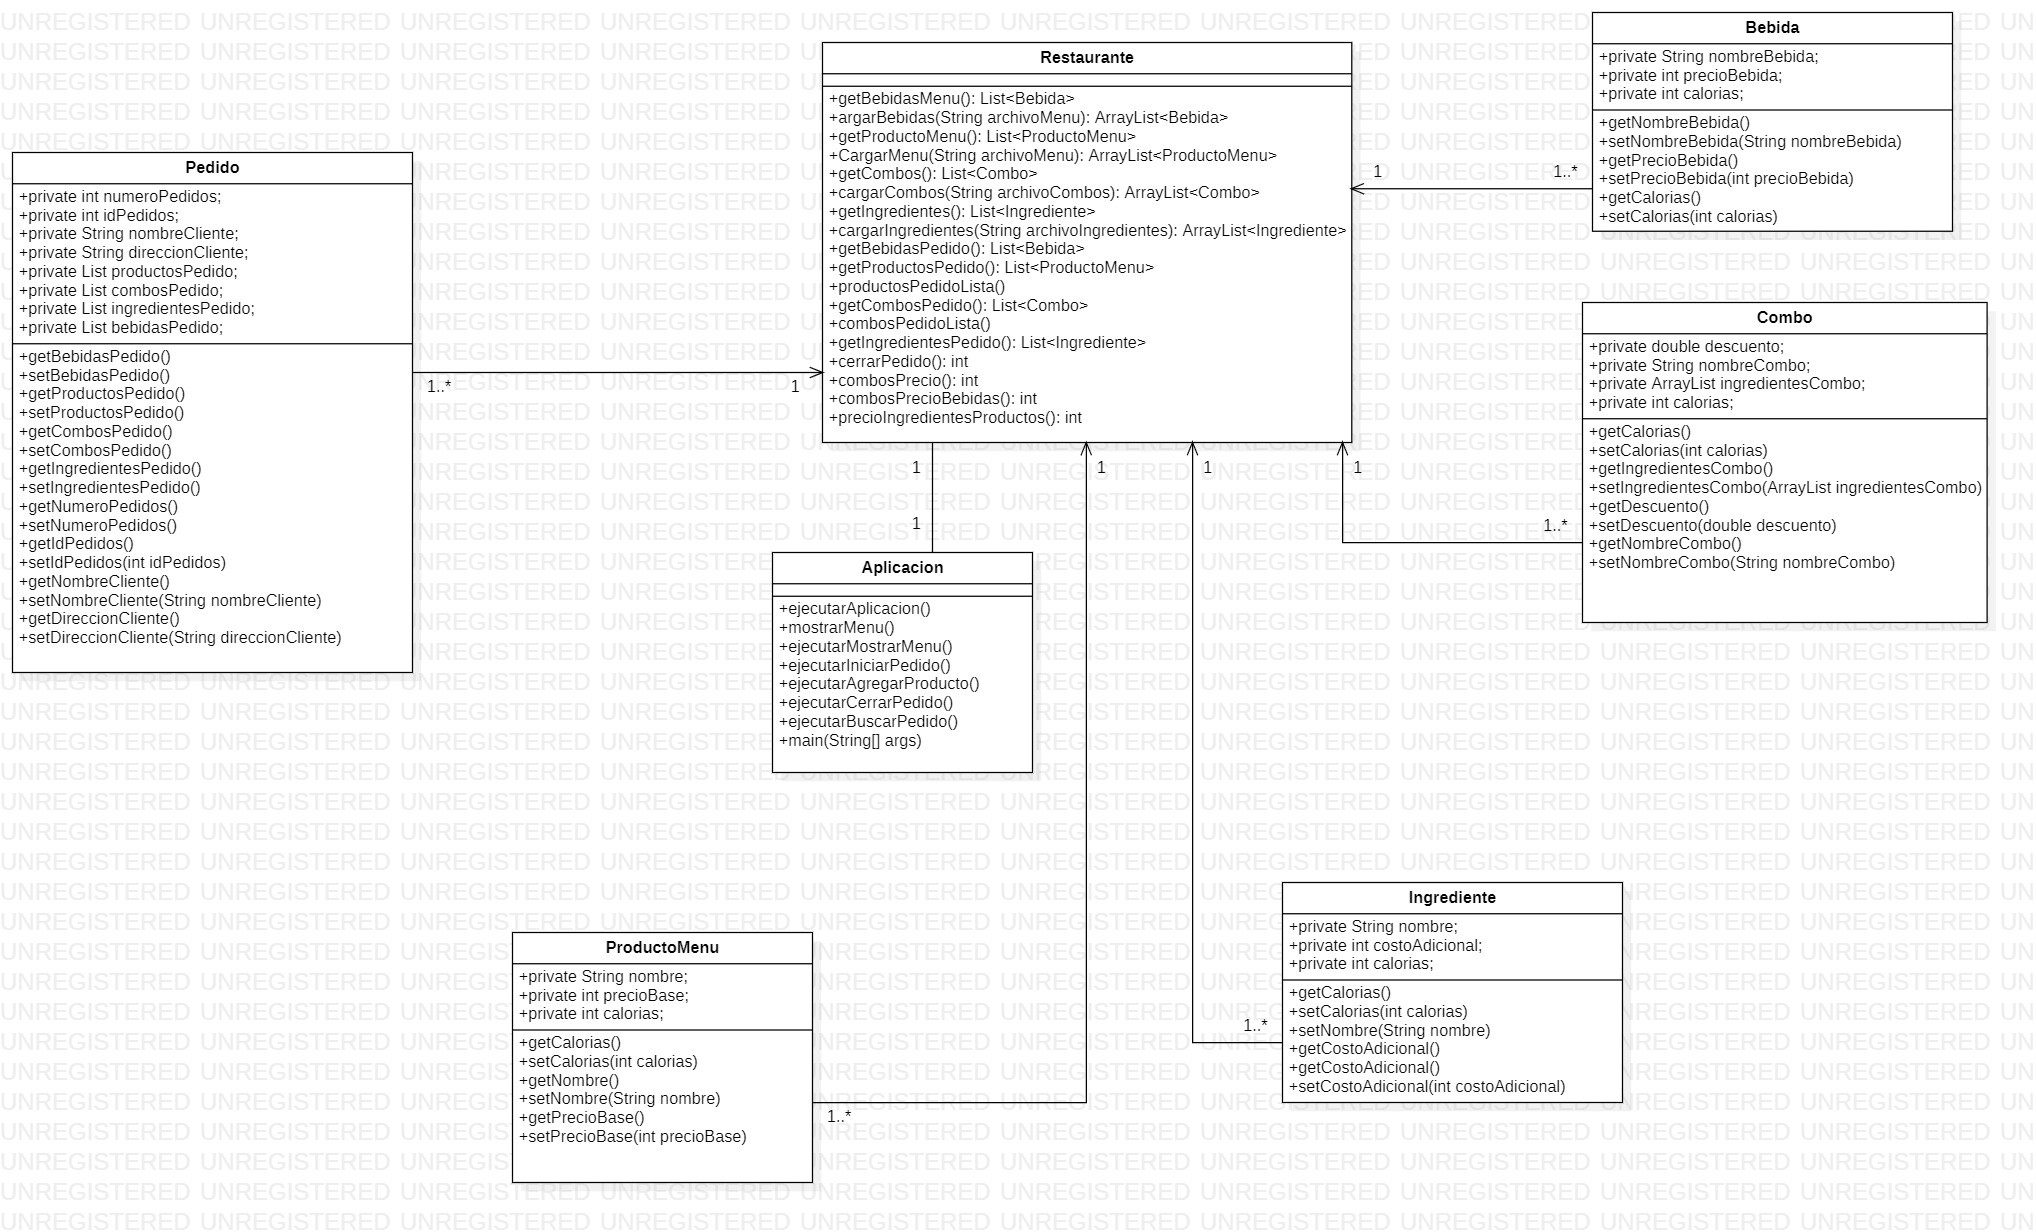 Pedido
+private int numeroPedidos;
+private int idPedidos;
+private String nombreCliente;
+private String direccionCliente;
+private List productosPedido;
+private List combosPedido;
+private List ingredientesPedido;
+private List bebidasPedido;
+getBebidasPedido()
+setBebidasPedido()
+getProductosPedido()
+setProductosPedido()
+getCombosPedido()
+setCombosPedido()
+getIngredientesPedido()
+setIngredientesPedido()
+getNumeroPedidos()
+setNumeroPedidos()
+getIdPedidos()
+setIdPedidos(int idPedidos)
+getNombreCliente()
+setNombreCliente(String nombreCliente)
+getDireccionCliente()
+setDireccionCliente(String direccionCliente)
1..*
1
Restaurante
+getBebidasMenu(): List<Bebida>
+argarBebidas(String archivoMenu): ArrayList<Bebida>
+getProductoMenu(): List<ProductoMenu>
+CargarMenu(String archivoMenu): ArrayList<ProductoMenu>
+getCombos(): List<Combo>
+cargarCombos(String archivoCombos): ArrayList<Combo>
+getIngredientes(): List<Ingrediente>
+cargarIngredientes(String archivoIngredientes): ArrayList<Ingrediente>
+getBebidasPedido(): List<Bebida>
+getProductosPedido(): List<ProductoMenu>
+productosPedidoLista()
+getCombosPedido(): List<Combo>
+combosPedidoLista()
+getIngredientesPedido(): List<Ingrediente>
+cerrarPedido(): int
+combosPrecio(): int
+combosPrecioBebidas(): int
+precioIngredientesProductos(): int
1
1..*
Bebida
+private String nombreBebida;
+private int precioBebida;
+private int calorias;
+getNombreBebida()
+setNombreBebida(String nombreBebida)
+getPrecioBebida()
+setPrecioBebida(int precioBebida)
+getCalorias()
+setCalorias(int calorias)
Combo
+private double descuento;
+private String nombreCombo;
+private ArrayList ingredientesCombo;
+private int calorias;
+getCalorias()
+setCalorias(int calorias)
+getIngredientesCombo()
+setIngredientesCombo(ArrayList ingredientesCombo)
+getDescuento()
+setDescuento(double descuento)
+getNombreCombo()
+setNombreCombo(String nombreCombo)
1
1
1
1
1
1..*
Aplicacion
+ejecutarAplicacion()
+mostrarMenu()
+ejecutarMostrarMenu()
+ejecutarIniciarPedido()
+ejecutarAgregarProducto()
+ejecutarCerrarPedido()
+ejecutarBuscarPedido()
+main(String[] args)
ProductoMenu
+private String nombre;
+private int precioBase;
+private int calorias;
+getCalorias()
+setCalorias(int calorias)
+getNombre()
+setNombre(String nombre)
+getPrecioBase()
+setPrecioBase(int precioBase)
1..*
Ingrediente
+private String nombre;
+private int costoAdicional;
+private int calorias;
+getCalorias()
+setCalorias(int calorias)
+setNombre(String nombre)
+getCostoAdicional()
+getCostoAdicional()
+setCostoAdicional(int costoAdicional)
1..*
UNREGISTERED